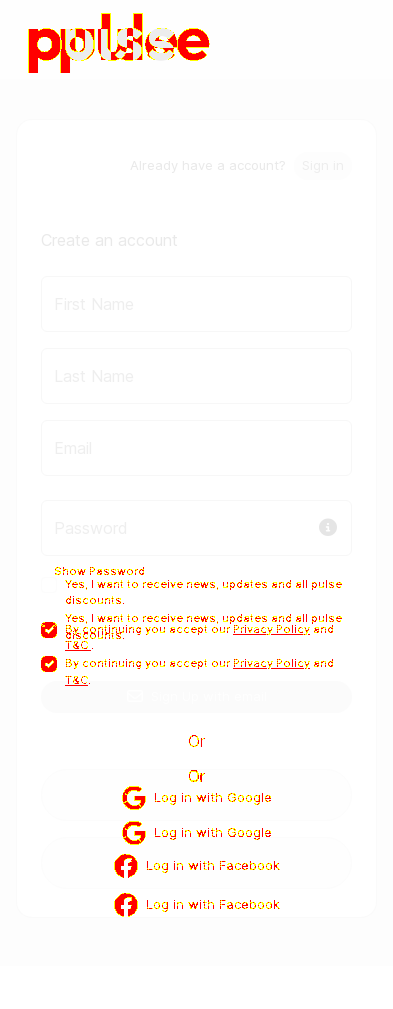 pulse
Already have a account? Sign in
Create an account
First Name
Last Name
Email
Password
Show Password
Yes, I want to receive news, updates and all pulse
discounts.
Yes, I want to receive news, updates and all pulse
discounts.
By continuing you accept our Privacy Policy and
T&C.
By continuing you accept our Privacy Policy and
T&C.
Or
Or
Log in with Google
Log in with Google
Log in with Facebook
Log in with Facebook